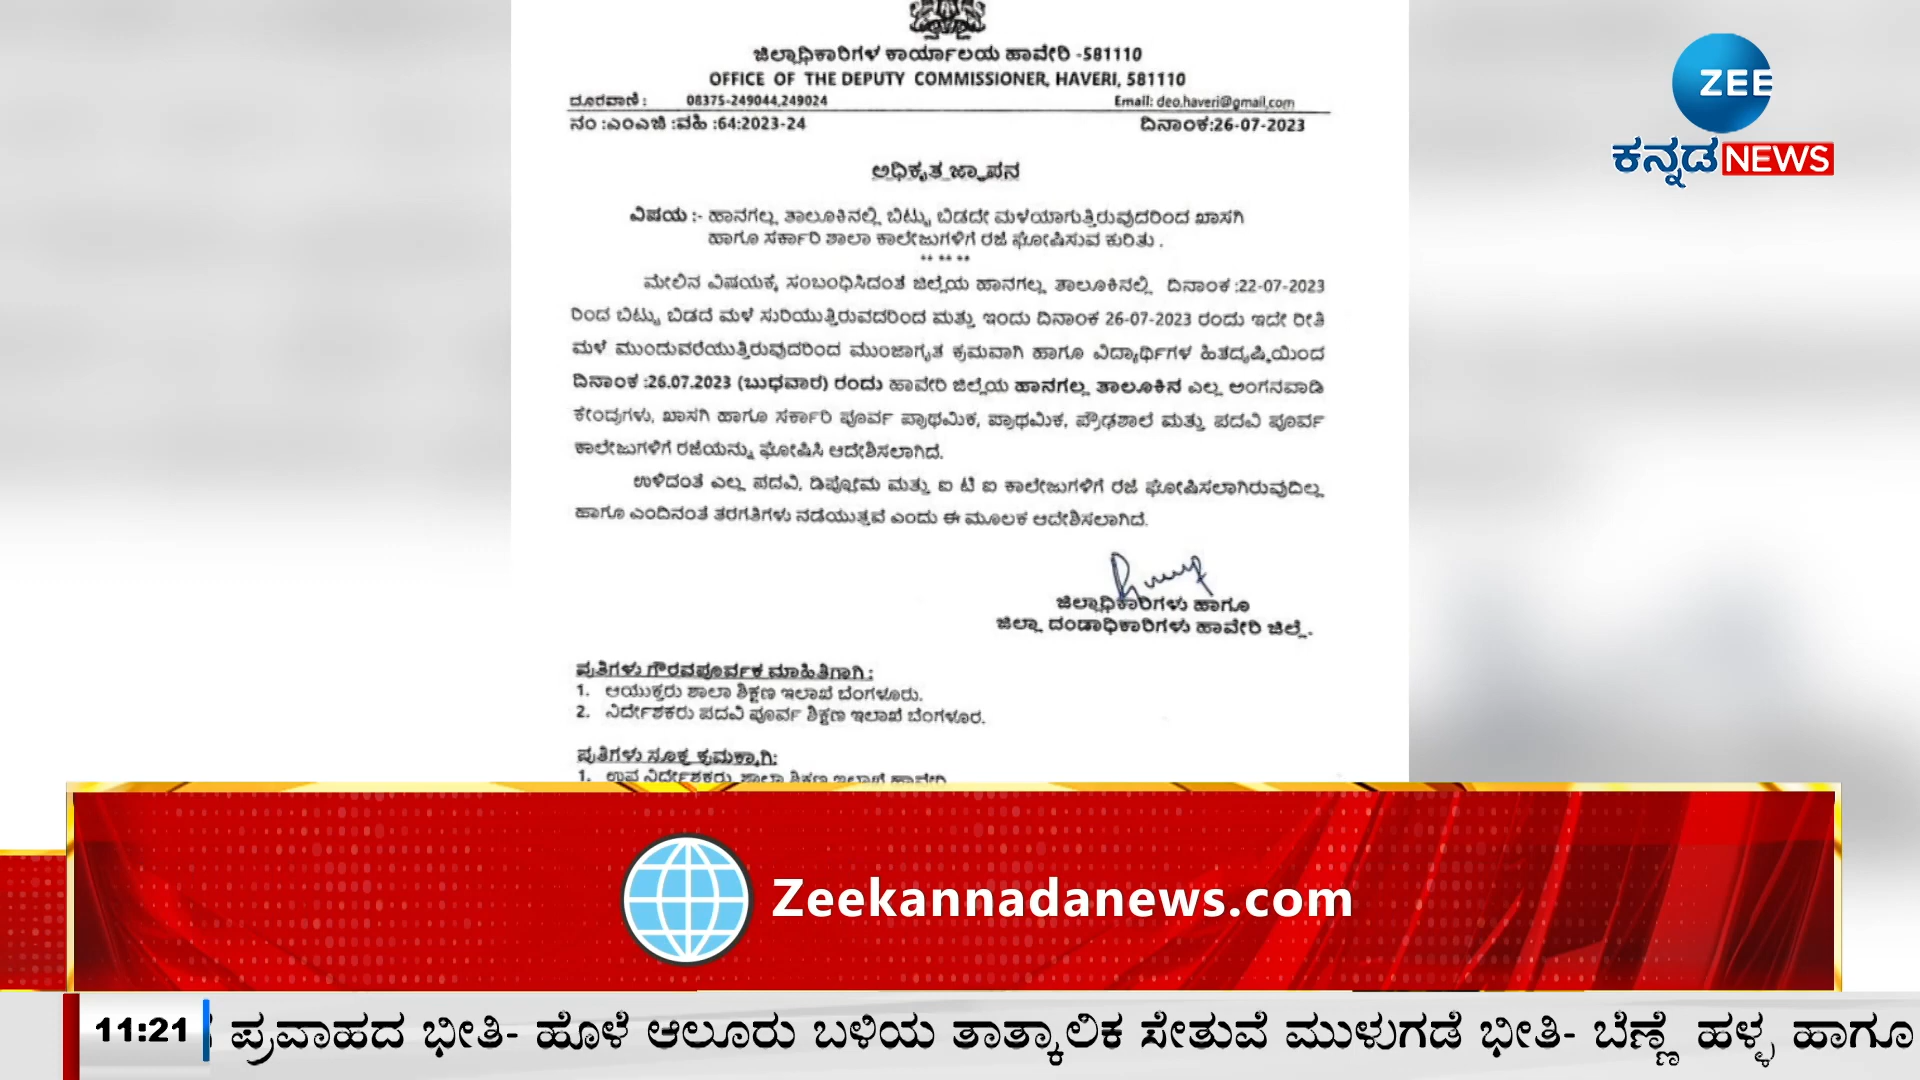 ಜಿಲ್ಲಾಧಿಕಾರಿಗಳ ಕಾರ್ಯಾಲಯ ಹಾವೇರಿ -581110
OFFICE OF THE DEPUTY COMMISSIONER, HAVERI, 581110
ದೂರವಾಣಿ : 08375-249044,249024 Email: deo.haveri@gmail.com
ನಂ :ಎಂಎಜಿ :ವಹಿ :64:2023-24 ದಿನಾಂಕ:26-07-2023
ಅಧಿಕೃತ ಜ್ಞಾಪನ
ವಿಷಯ :- ಹಾನಗಲ್ಲ ತಾಲೂಕಿನಲ್ಲಿ ಬಿಟ್ಟು ಬಿಡದೇ ಮಳೆಯಾಗುತ್ತಿರುವುದರಿಂದ ಖಾಸಗಿ
ಹಾಗೂ ಸರ್ಕಾರಿ ಶಾಲಾ ಕಾಲೇಜುಗಳಿಗೆ ರಜೆ ಘೋಷಿಸುವ ಕುರಿತು .
** ** **
ಮೇಲಿನ ವಿಷಯಕ್ಕೆ ಸಂಬಂಧಿಸಿದಂತೆ ಜಿಲ್ಲೆಯ ಹಾನಗಲ್ಲ ತಾಲೂಕಿನಲ್ಲಿ ದಿನಾಂಕ :22-07-2023
ರಿಂದ ಬಿಟ್ಟು ಬಿಡದೆ ಮಳೆ ಸುರಿಯುತ್ತಿರುವದರಿಂದ ಮತ್ತು ಇಂದು ದಿನಾಂಕ 26-07-2023 ರಂದು ಇದೇ ರೀತಿ
ಮಳೆ ಮುಂದುವರೆಯುತ್ತಿರುವುದರಿಂದ ಮುಂಜಾಗೃತ ಕ್ರಮವಾಗಿ ಹಾಗೂ ವಿದ್ಯಾರ್ಥಿಗಳ ಹಿತದೃಷ್ಟಿಯಿಂದ
ದಿನಾಂಕ :26.07.2023 (ಬುಧವಾರ) ರಂದು ಹಾವೇರಿ ಜಿಲ್ಲೆಯ ಹಾನಗಲ್ಲ ತಾಲೂಕಿನ ಎಲ್ಲ ಅಂಗನವಾಡಿ
ಕೇಂದ್ರಗಳು, ಖಾಸಗಿ ಹಾಗೂ ಸರ್ಕಾರಿ ಪೂರ್ವ ಪ್ರಾಥಮಿಕ, ಪ್ರಾಥಮಿಕ, ಪ್ರೌಢಶಾಲೆ ಮತ್ತು ಪದವಿ ಪೂರ್ವ
ಕಾಲೇಜುಗಳಿಗೆ ರಜೆಯನ್ನು ಘೋಷಿಸಿ ಆದೇಶಿಸಲಾಗಿದೆ.
ಉಳಿದಂತೆ ಎಲ್ಲ ಪದವಿ, ಡಿಪ್ಲೋಮ ಮತ್ತು ಐ ಟಿ ಐ ಕಾಲೇಜುಗಳಿಗೆ ರಜೆ ಘೋಷಿಸಲಾಗಿರುವುದಿಲ್ಲ
ಹಾಗೂ ಎಂದಿನಂತೆ ತರಗತಿಗಳು ನಡೆಯುತ್ತವೆ ಎಂದು ಈ ಮೂಲಕ ಆದೇಶಿಸಲಾಗಿದೆ.
ಜಿಲ್ಲಾಧಿಕಾರಿಗಳು ಹಾಗೂ
ಜಿಲ್ಲಾ ದಂಡಾಧಿಕಾರಿಗಳು ಹಾವೇರಿ ಜಿಲ್ಲೆ.
ಪ್ರತಿಗಳು ಗೌರವಪೂರ್ವಕ ಮಾಹಿತಿಗಾಗಿ :
1. ಆಯುಕ್ತರು ಶಾಲಾ ಶಿಕ್ಷಣ ಇಲಾಖೆ ಬೆಂಗಳೂರು.
2. ನಿರ್ದೇಶಕರು ಪದವಿ ಪೂರ್ವ ಶಿಕ್ಷಣ ಇಲಾಖೆ ಬೆಂಗಳೂರ.
ಪ್ರತಿಗಳು ಸೂಕ್ತ ಕ್ರಮಕ್ಕಾಗಿ:
1. ಉಪ ನಿರ್ದೇಶಕರು ಶಾಲಾ ಶಿಕ್ಷಣ ಇಲಾಖೆ ಹಾವೇರಿ
ZEE
ಕನ್ನಡ NEWS
Zeekannadanews.com
11:21 ಪ್ರವಾಹದ ಭೀತಿ- ಹೊಳೆ ಆಲೂರು ಬಳಿಯ ತಾತ್ಕಾಲಿಕ ಸೇತುವೆ ಮುಳುಗಡೆ ಭೀತಿ- ಬೆಣ್ಣೆ ಹಳ್ಳ ಹಾಗೂ